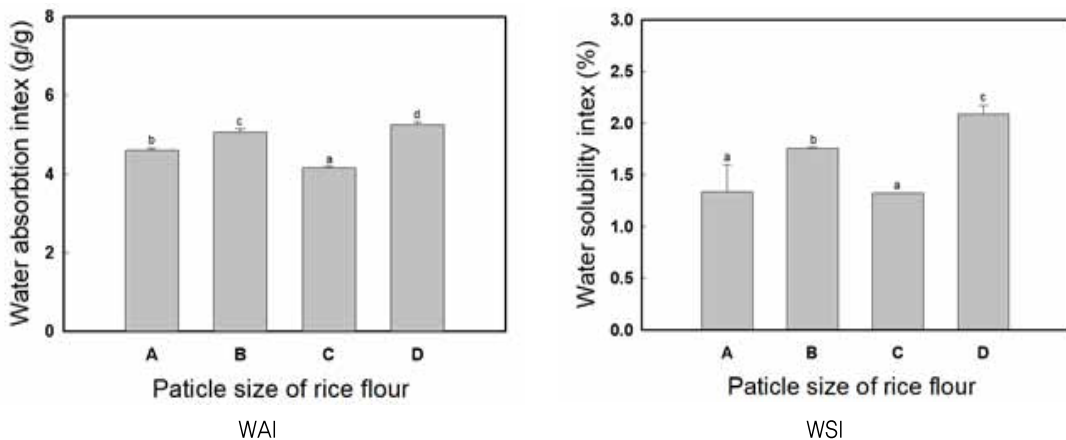 Water absorbtion intex (g/g)
8
6
4
2
0
b
c
a
d
A B C D
Paticle size of rice flour
WAI
Water solubility intex (%)
3.0
2.5
2.0
1.5
1.0
0.5
0.0
a
b
a
c
A B C D
Paticle size of rice flour
WSI